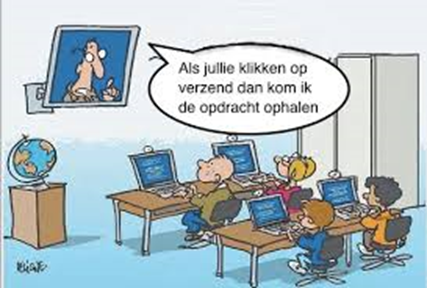 Als jullie klikken op
verzend dan kom ik
de opdracht ophalen